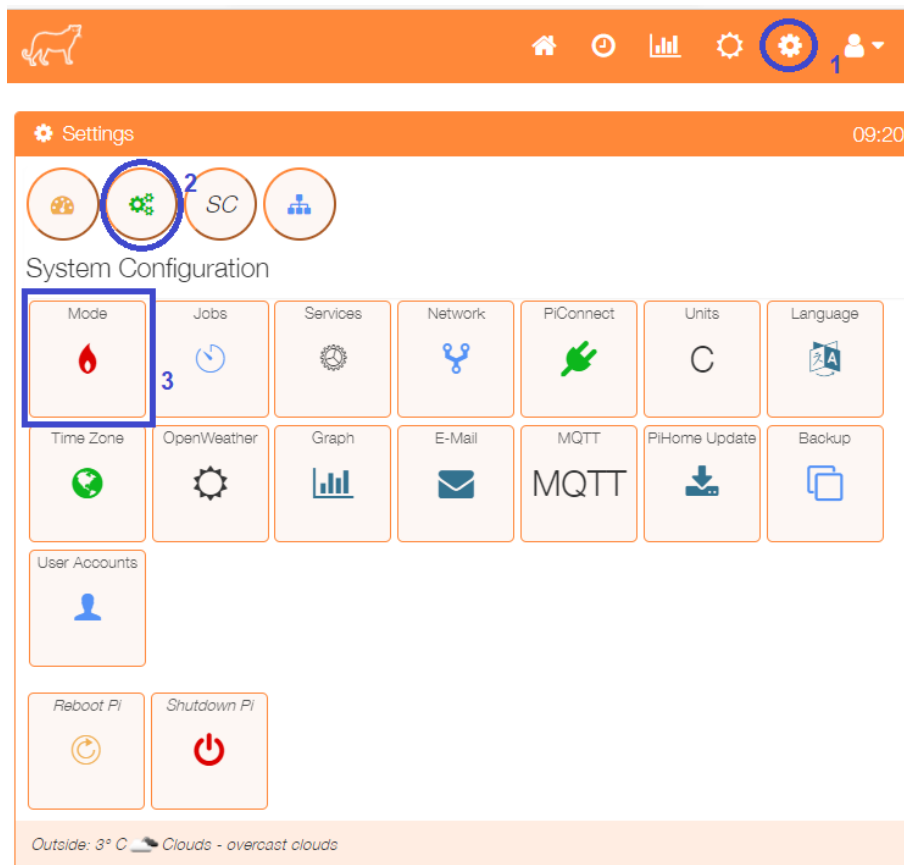 1
Settings 09:20
2
SC
System Configuration
Mode Jobs Services Network PiConnect Units Language
C
3
Time Zone OpenWeather Graph E-Mail MQTT PiHome Update Backup
MQTT
User Accounts
Reboot Pi Shutdown Pi
Outside: 3° C Clouds - overcast clouds